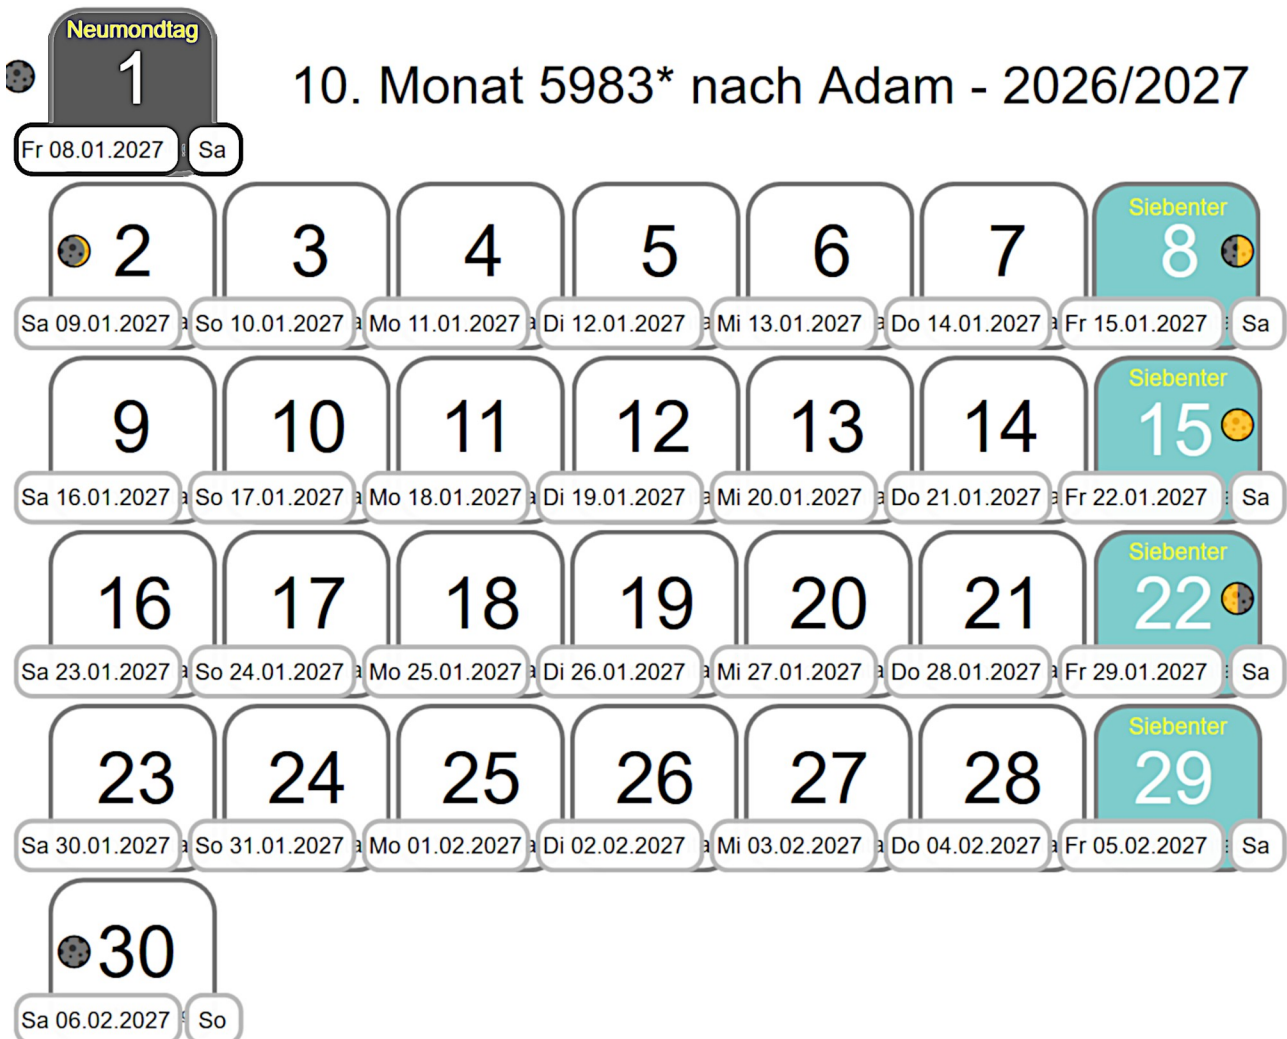 Neumondtag
1
10. Monat 5983* nach Adam - 2026/2027
Fr 08.01.2027 Sa
Siebenter
2 3 4 5 6 7 8
Sa 09.01.2027 So 10.01.2027 Mo 11.01.2027 Di 12.01.2027 Mi 13.01.2027 Do 14.01.2027 Fr 15.01.2027 Sa
Siebenter
9 10 11 12 13 14 15
Sa 16.01.2027 So 17.01.2027 Mo 18.01.2027 Di 19.01.2027 Mi 20.01.2027 Do 21.01.2027 Fr 22.01.2027 Sa
Siebenter
16 17 18 19 20 21 22
Sa 23.01.2027 So 24.01.2027 Mo 25.01.2027 Di 26.01.2027 Mi 27.01.2027 Do 28.01.2027 Fr 29.01.2027 Sa
Siebenter
23 24 25 26 27 28 29
Sa 30.01.2027 So 31.01.2027 Mo 01.02.2027 Di 02.02.2027 Mi 03.02.2027 Do 04.02.2027 Fr 05.02.2027 Sa
30
Sa 06.02.2027 So